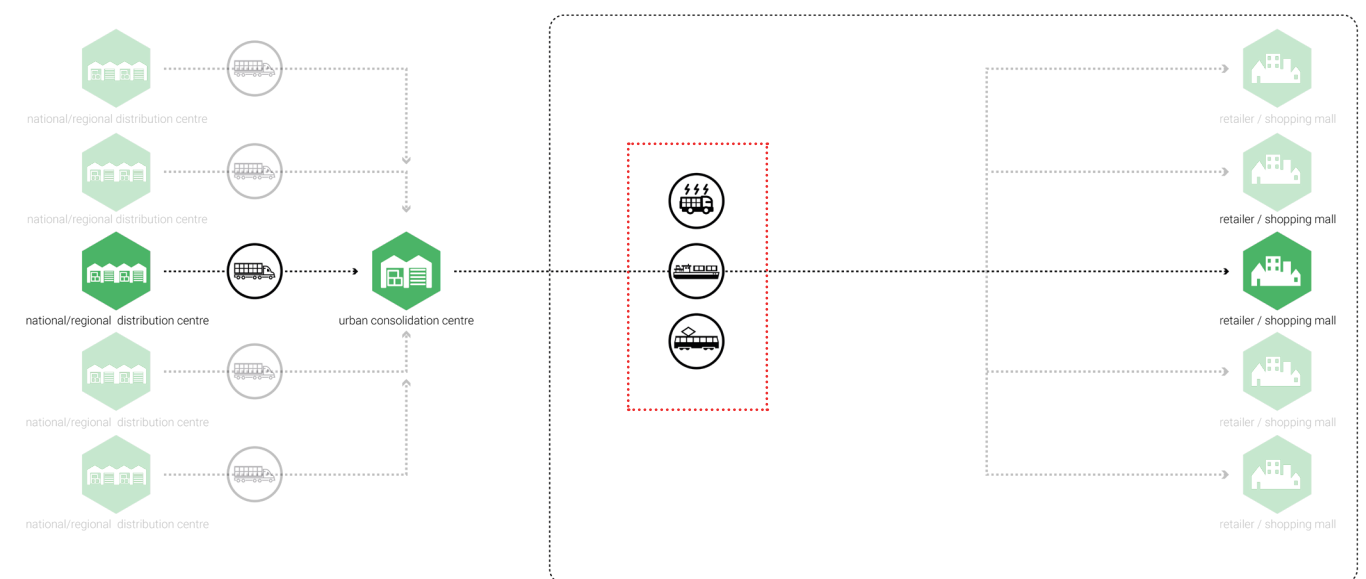 national/regional distribution centre
retailer / shopping mall
national/regional distribution centre
retailer / shopping mall
national/regional distribution centre
urban consolidation centre
retailer / shopping mall
national/regional distribution centre
retailer / shopping mall
national/regional distribution centre
retailer / shopping mall